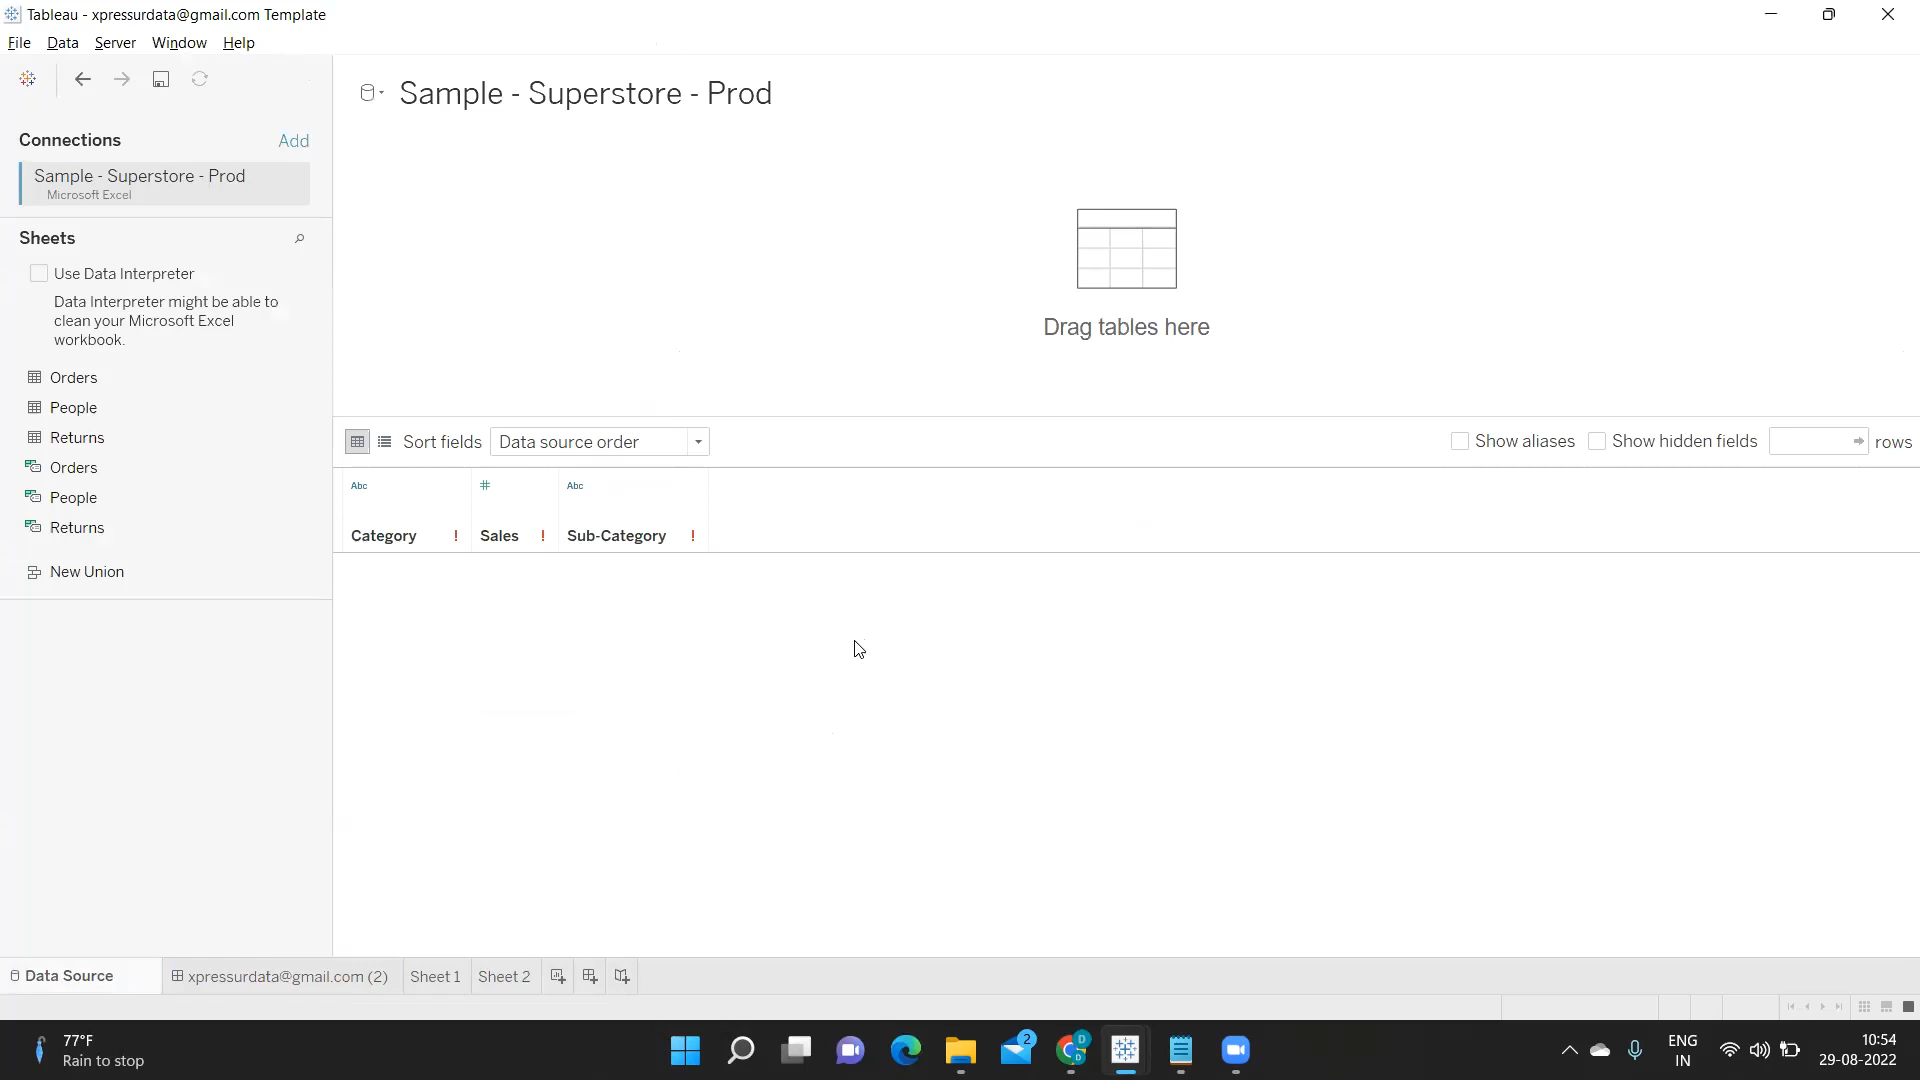 Tableau - xpressurdata@gmail.com Template
File Data Server Window Help
Sample - Superstore - Prod
Connections Add
Sample - Superstore - Prod
Microsoft Excel
Sheets
Use Data Interpreter
Data Interpreter might be able to
clean your Microsoft Excel
workbook.
Orders
People
Returns
Orders
People
Returns
New Union
Drag tables here
Sort fields Data source order Show aliases Show hidden fields rows
Abc # Abc
Category ! Sales ! Sub-Category !
Data Source xpressurdata@gmail.com (2) Sheet 1 Sheet 2
77°F
Rain to stop
2
D
D
ENG
IN
10:54
29-08-2022